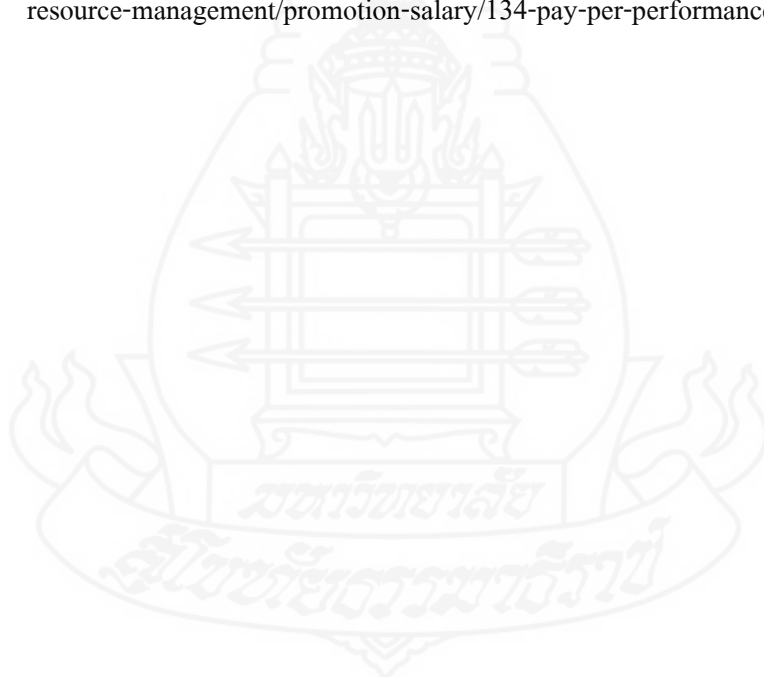 resource-management/promotion-salary/134-pay-per-performance
มหาวิทยาลัย
สุโขทัยธรรมาธิราช